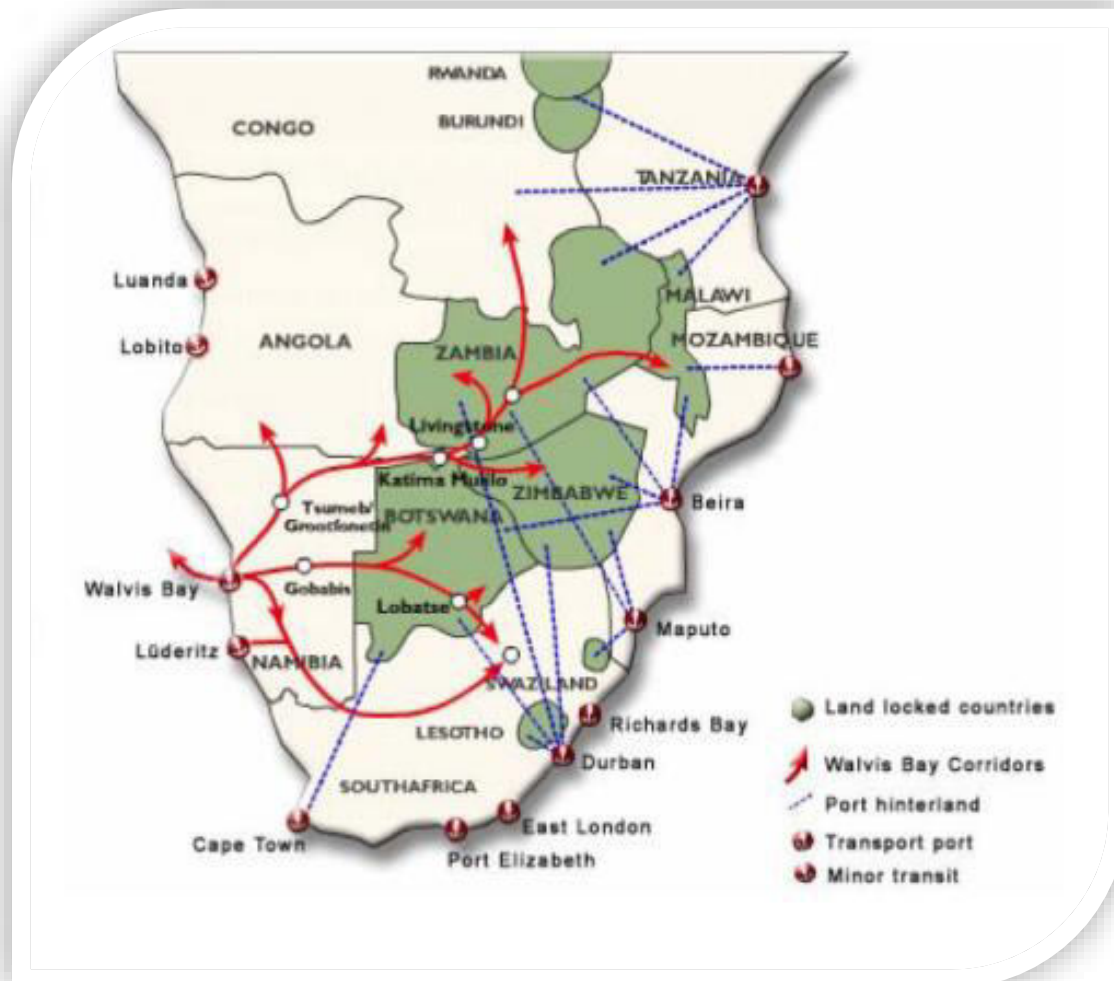 RWANDA
BURUNDI
CONGO
TANZANIA
Luanda
MALAWI
MOZAMBIQUE
Lobito
ANGOLA
ZAMBIA
Livingstone
Katima Mulilo
ZIMBABWE
Beira
Tsumeb/
Grootfonetin
BOTSWANA
Walvis Bay
Gobabis
Lobatse
Maputo
Lüderitz
NAMIBIA
SWAZILAND
LESOTHO
Richards Bay
Durban
SOUTHAFRICA
Cape Town
East London
Port Elizabeth
Land locked countries
Walvis Bay Corridors
Port hinterland
Transport port
Minor transit